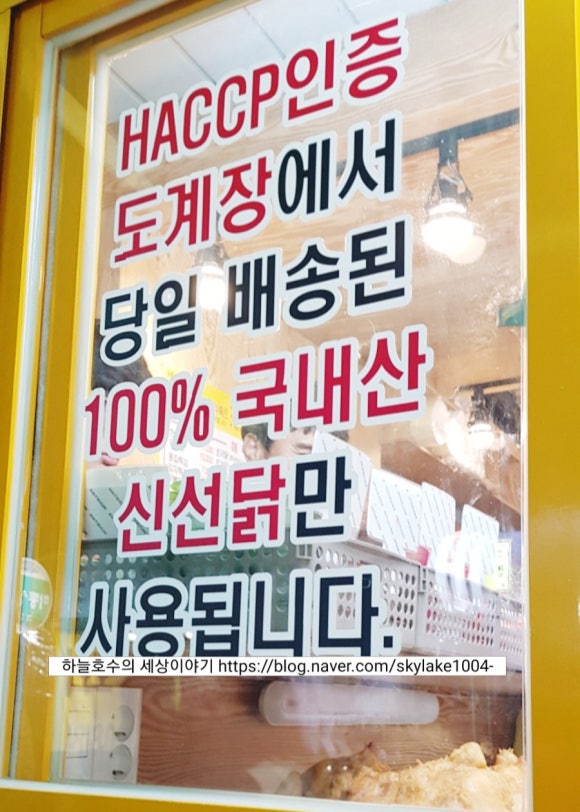 HACCP인증
도계장에서
당일 배송된
100% 국내산
신선닭만
사용됩니다.
하늘호수의 세상이야기 https://blog.naver.com/skylake1004-